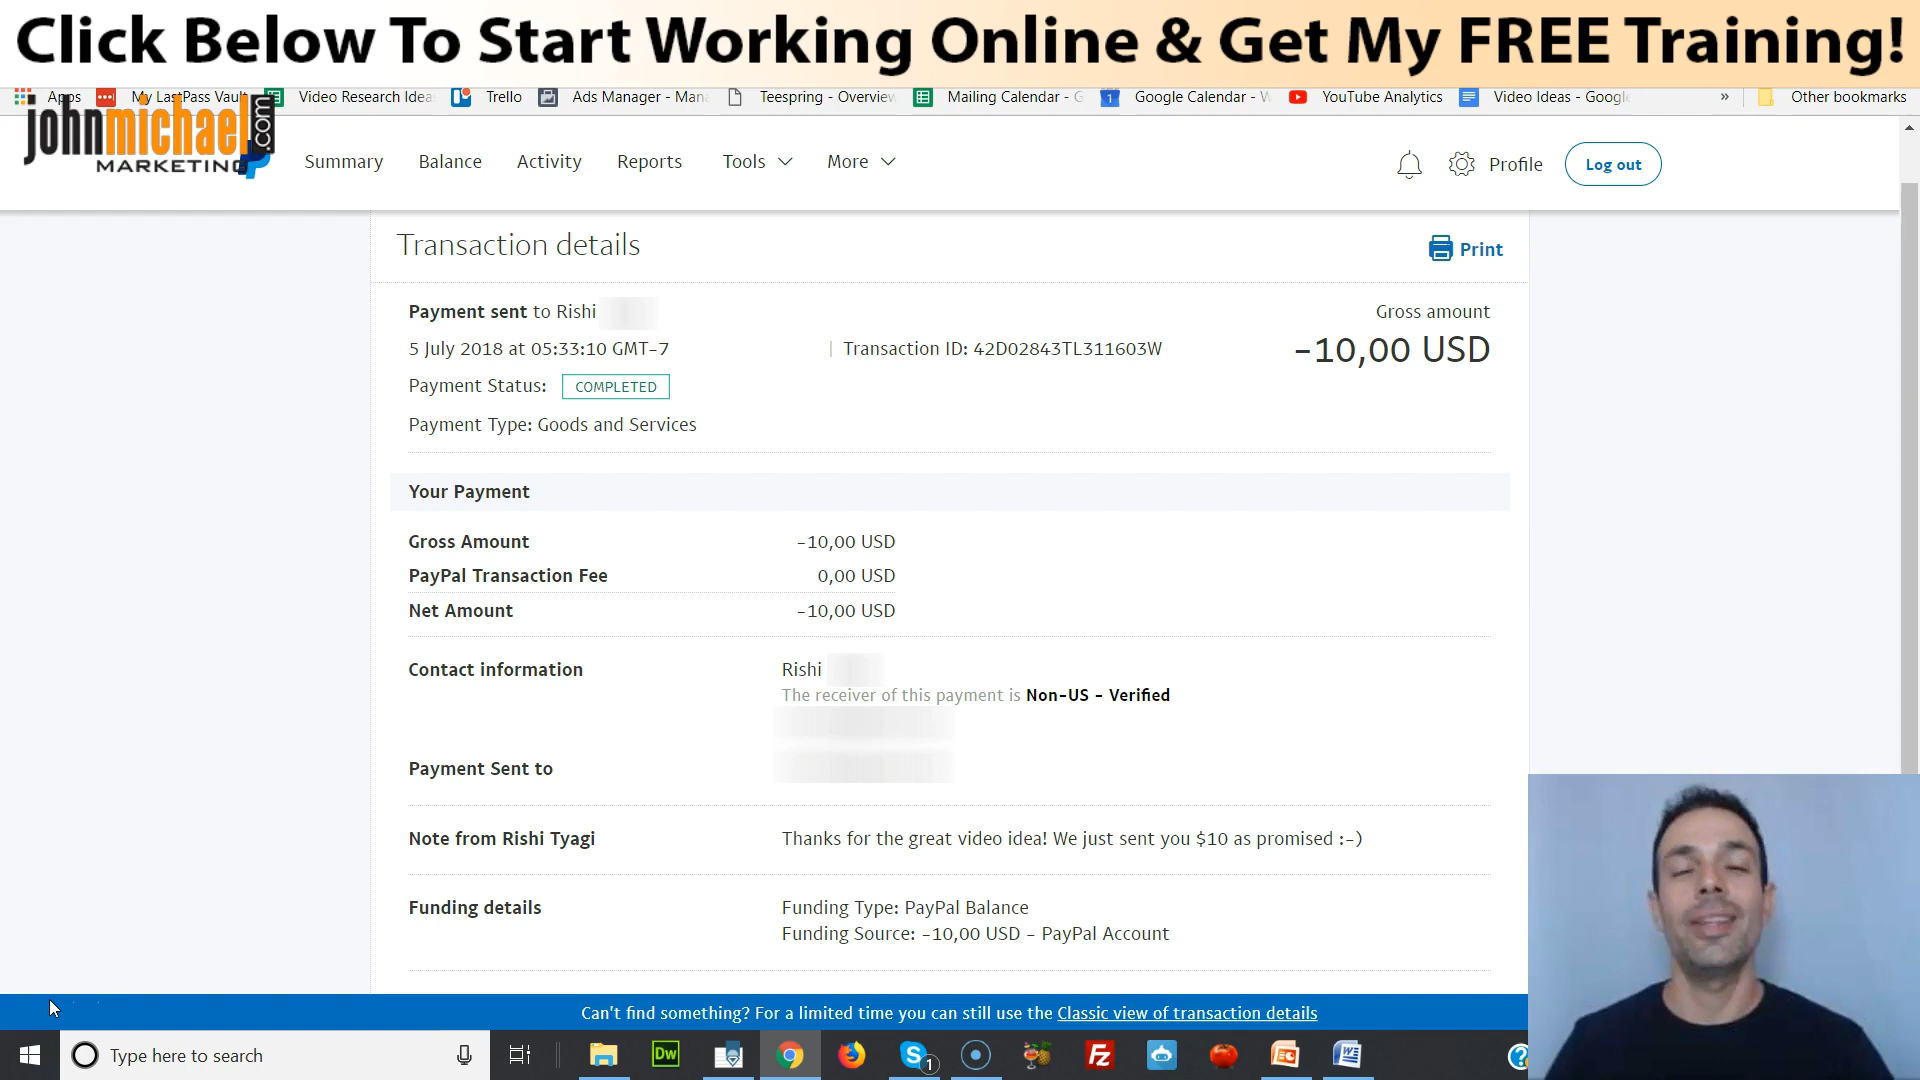 Click Below To Start Working Online & Get My FREE Training!
Apps My LastPass Vault Video Research Idea Trello Ads Manager - Man Teespring - Overview Mailing Calendar - G Google Calendar - W YouTube Analytics Video Ideas - Google » Other bookmarks
johnmichael.com
MARKETING
Summary Balance Activity Reports Tools More Profile Log out
Transaction details
Print
Payment sent to Rishi
Gross amount
5 July 2018 at 05:33:10 GMT-7 | Transaction ID: 42D02843TL311603W
-10,00 USD
Payment Status: COMPLETED
Payment Type: Goods and Services
Your Payment
Gross Amount -10,00 USD
PayPal Transaction Fee 0,00 USD
Net Amount -10,00 USD
Contact information Rishi
The receiver of this payment is Non-US - Verified
Payment Sent to
Note from Rishi Tyagi Thanks for the great video idea! We just sent you $10 as promised :-)
Funding details Funding Type: PayPal Balance
Funding Source: -10,00 USD - PayPal Account
Can't find something? For a limited time you can still use the Classic view of transaction details
Type here to search
Dw
S 1
Fz